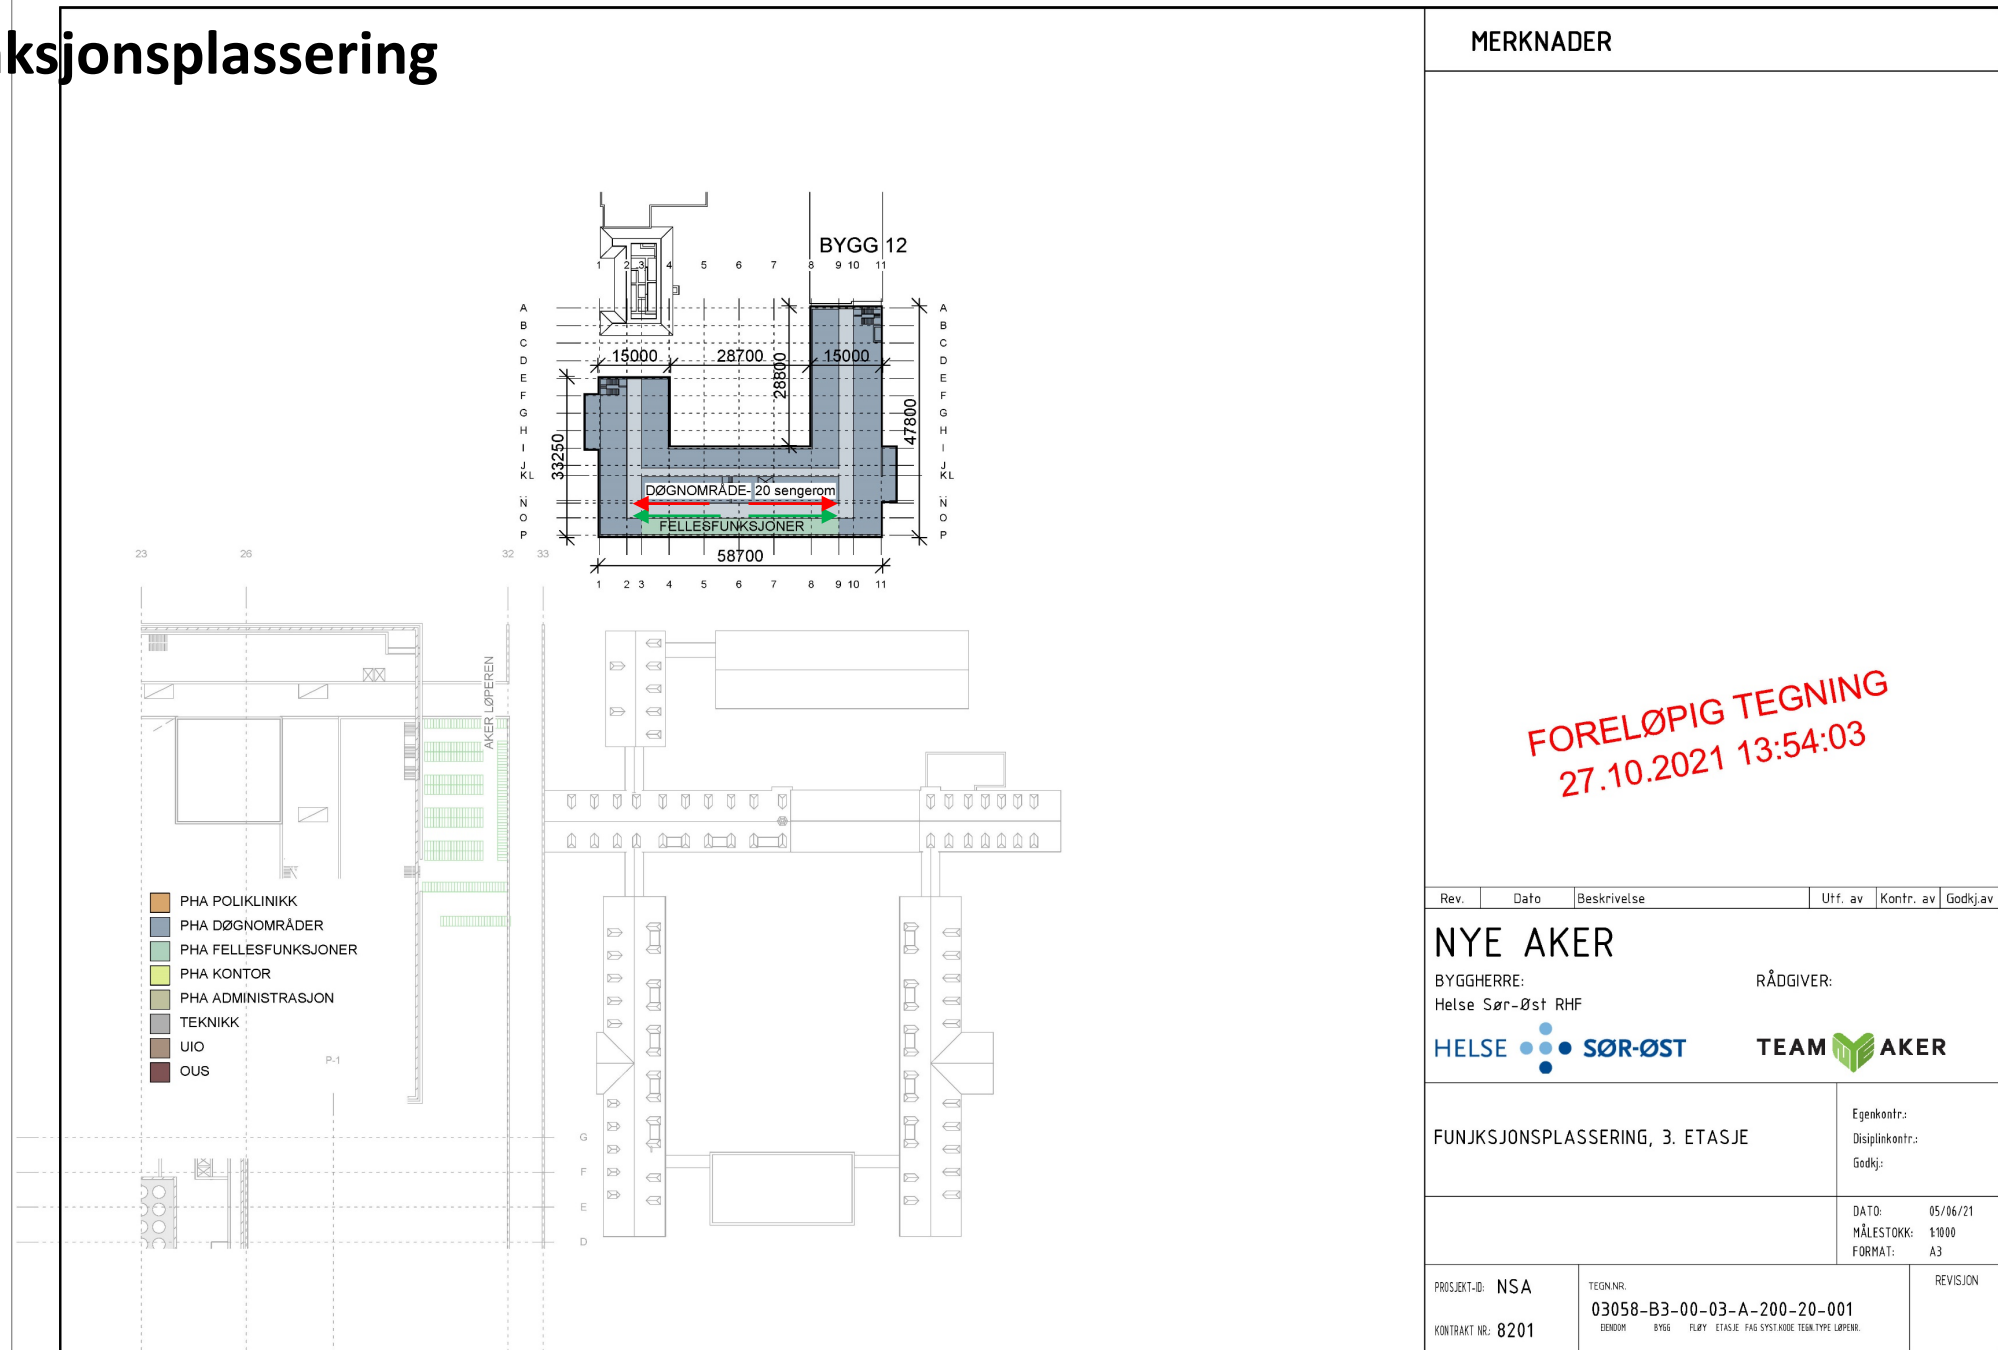 ksjonsplassering
MERKNADER
BYGG 12
1 2 3 4 5 6 7 8 9 10 11
A A
B B
C C
D D
E E
F F
G G
H H
I I
J J
KL KL
N N
O O
P P
15000 28700 15000
28800
47800
33250
DØGNOMRÅDE- 20 sengerom
FELLESFUNKSJONER
58700
1 2 3 4 5 6 7 8 9 10 11
23 26 32 33
AKER LØPEREN
PHA POLIKLINIKK
PHA DØGNOMRÅDER
PHA FELLESFUNKSJONER
PHA KONTOR
PHA ADMINISTRASJON
TEKNIKK
UIO
OUS
P-1
G
F
E
D
FORELØPIG TEGNING
27.10.2021 13:54:03
Rev. Dato Beskrivelse Utf. av Kontr. av Godkj.av
NYE AKER
BYGGHERRE: RÅDGIVER:
Helse Sør-Øst RHF
HELSE SØR-ØST TEAM AKER
FUNJKSJONSPLASSERING, 3. ETASJE
Egenkontr.:
Disiplinkontr.:
Godkj.:
DATO: 05/06/21
MÅLESTOKK: 1:1000
FORMAT: A3
PROSJEKT-ID: NSA
KONTRAKT NR.: 8201
TEGN.NR.
03058-B3-00-03-A-200-20-001
EIENDOM BYGG FLØY ETASJE FAG SYST.KODE TEGN.TYPE LØPENR.
REVISJON